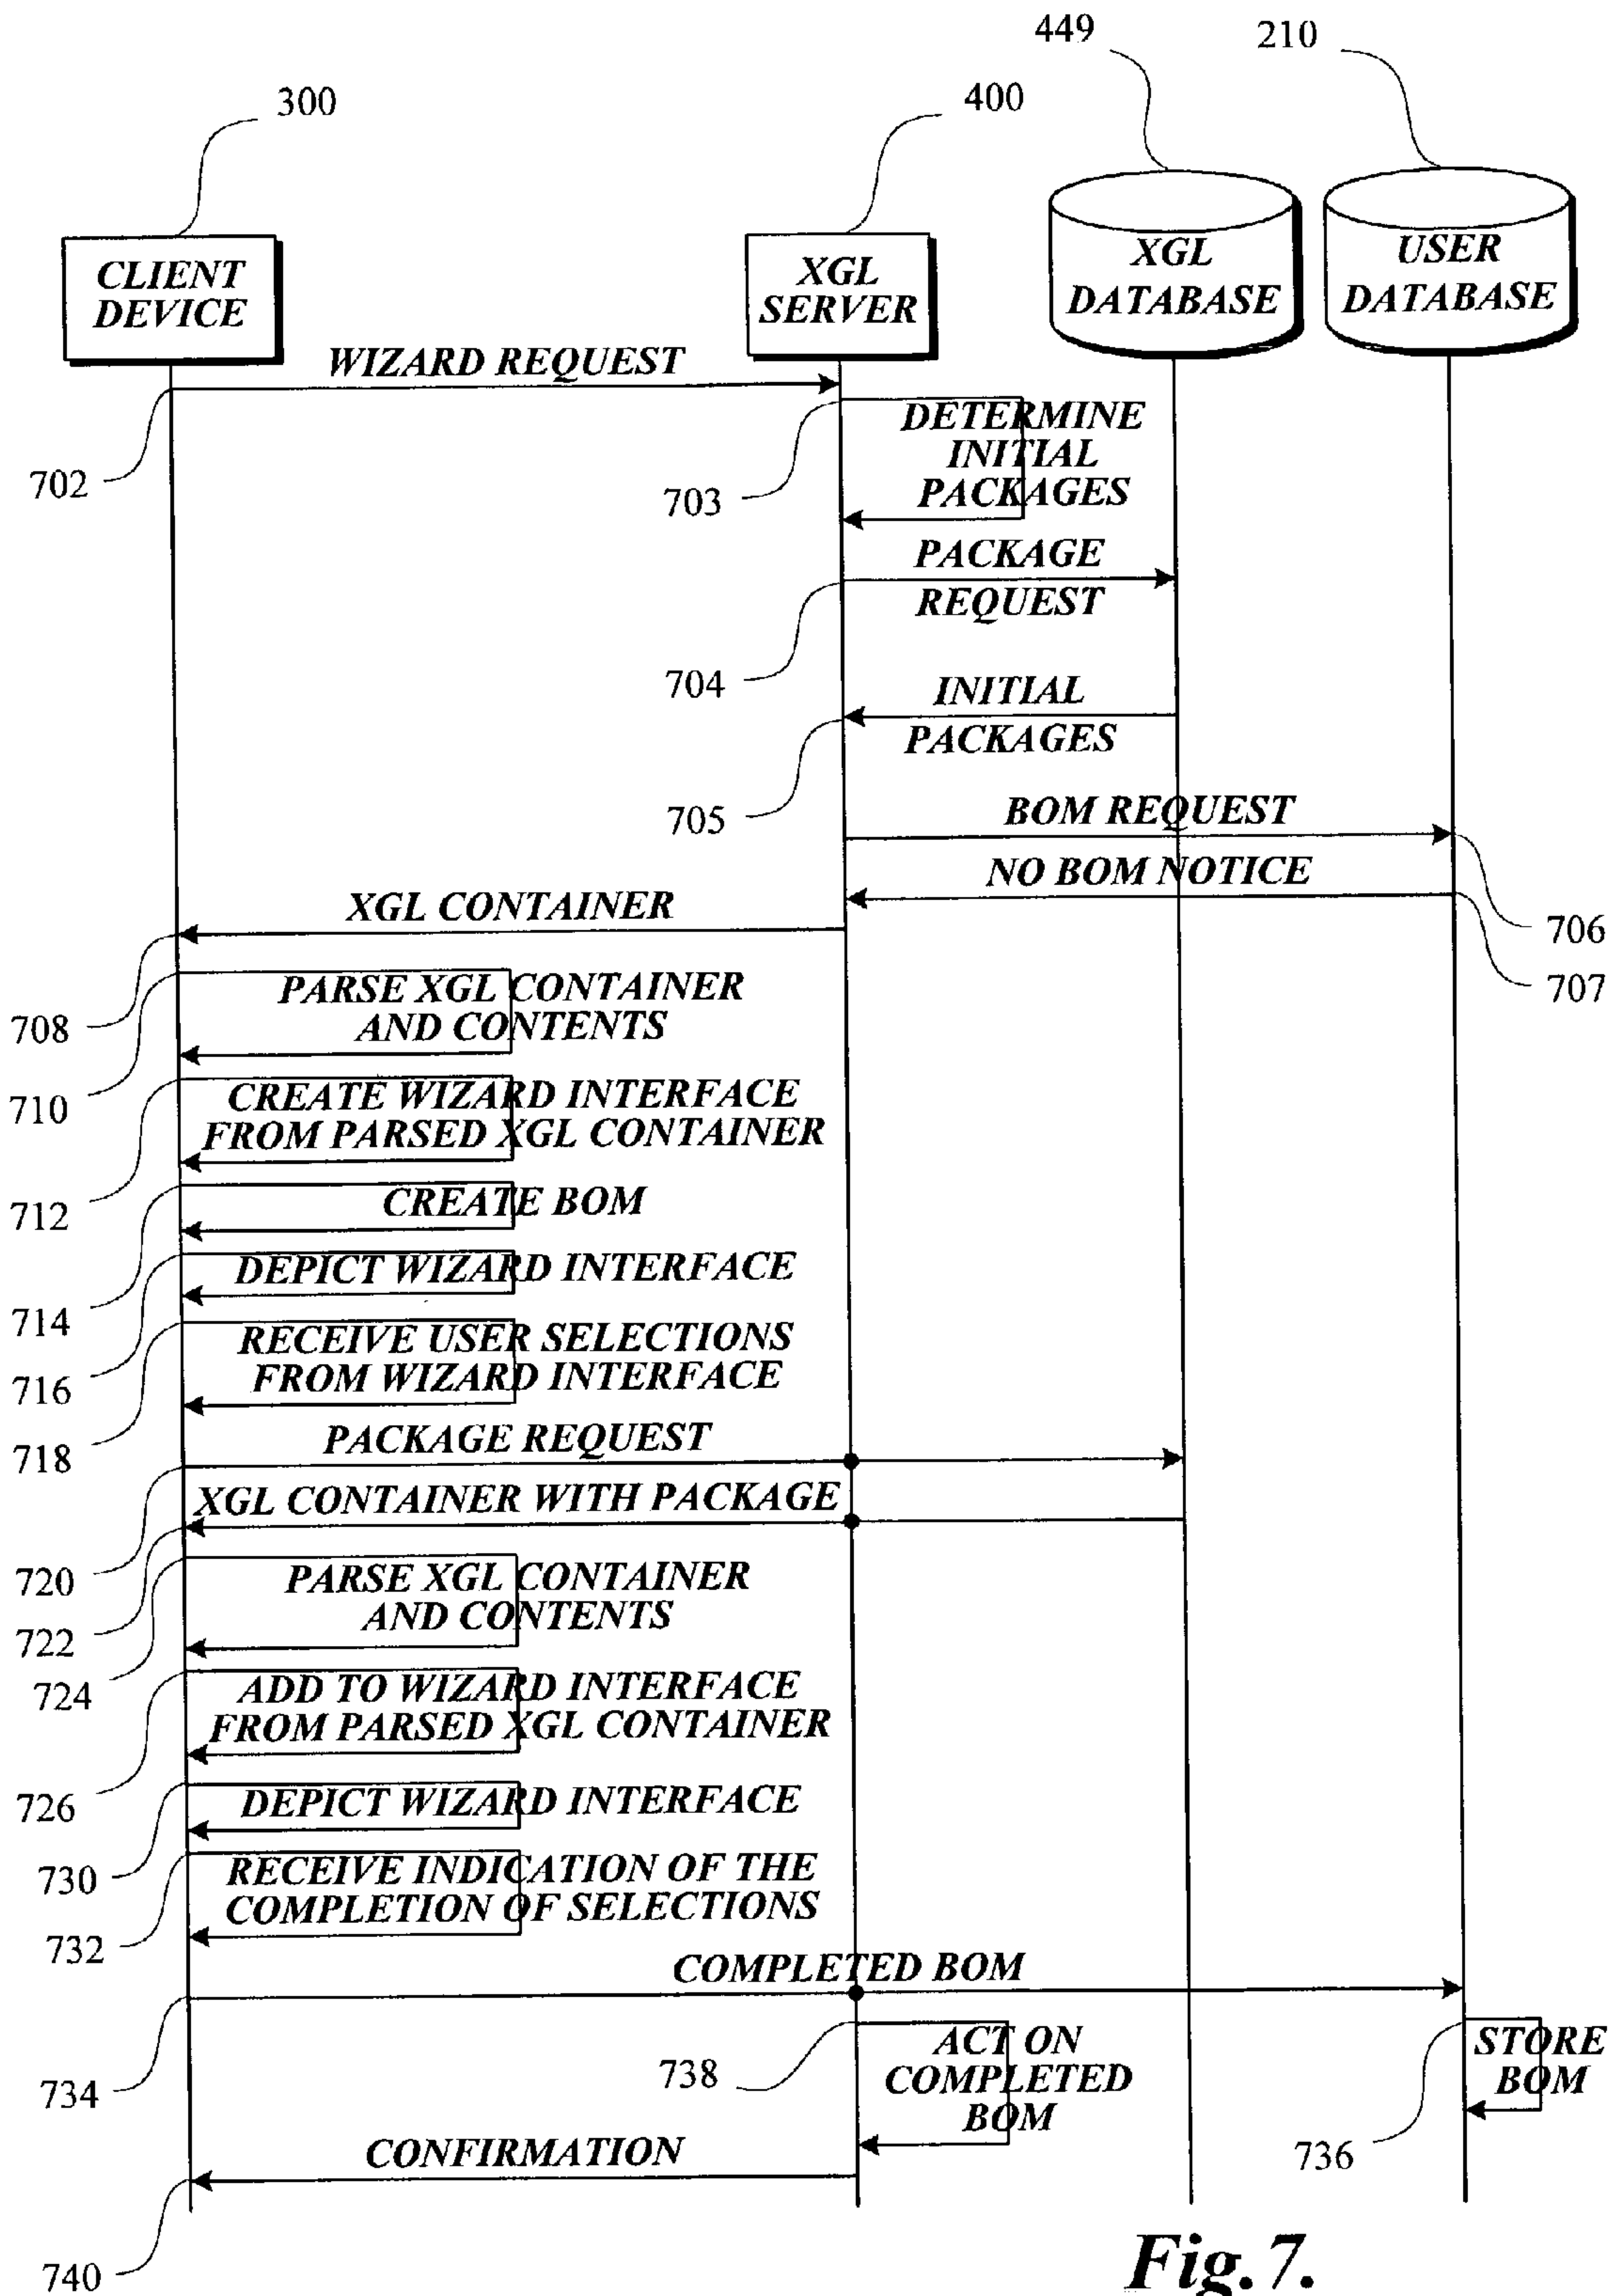 449
210
300
400
CLIENT
DEVICE
XGL
SERVER
XGL
DATABASE
USER
DATABASE
WIZARD REQUEST
702
DETERMINE
INITIAL
PACKAGES
703
PACKAGE
REQUEST
704
INITIAL
PACKAGES
705
BOM REQUEST
NO BOM NOTICE
706
707
XGL CONTAINER
708
PARSE XGL CONTAINER
AND CONTENTS
710
CREATE WIZARD INTERFACE
FROM PARSED XGL CONTAINER
712
CREATE BOM
714
DEPICT WIZARD INTERFACE
716
RECEIVE USER SELECTIONS
FROM WIZARD INTERFACE
718
PACKAGE REQUEST
720
XGL CONTAINER WITH PACKAGE
722
PARSE XGL CONTAINER
AND CONTENTS
724
ADD TO WIZARD INTERFACE
FROM PARSED XGL CONTAINER
726
DEPICT WIZARD INTERFACE
730
RECEIVE INDICATION OF THE
COMPLETION OF SELECTIONS
732
COMPLETED BOM
734
738
ACT ON
COMPLETED
BOM
STORE
BOM
736
CONFIRMATION
740
Fig.7.